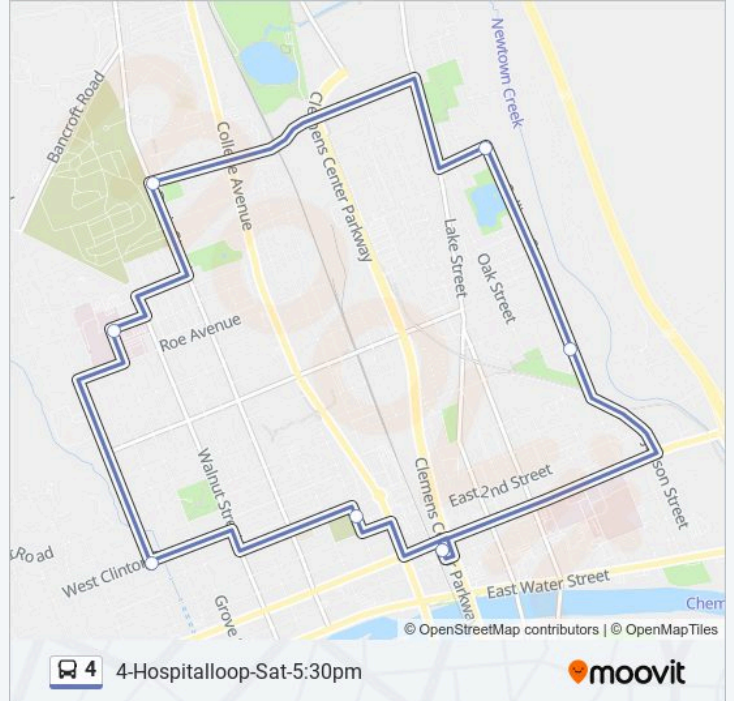 Newtown Creek
Bancroft Road
College Avenue
Clemens Center Parkway
Lake Street
Oak Street
Roe Avenue
Walnut Stre
Clemens C
r Parkway
East 2nd Street
son Street
Road
West Clinton
Grove
East Water Street
Chem
© OpenStreetMap contributors | © OpenMapTiles
4 4-Hospitalloop-Sat-5:30pm
moovit